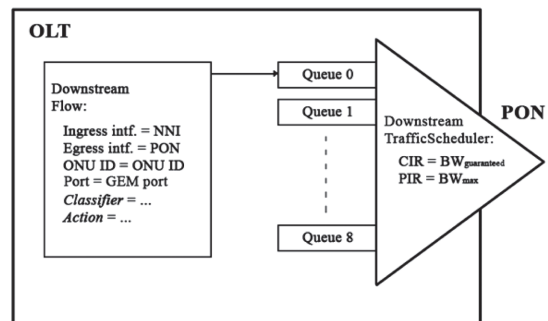 OLT
Downstream
Flow:
Ingress intf. = NNI
Egress intf. = PON
ONU ID = ONU ID
Port = GEM port
Classifier = ...
Action = ...
Queue 0
Queue 1
Queue 8
Downstream
TrafficScheduler:
CIR = BWguaranteed
PIR = BWmax
PON